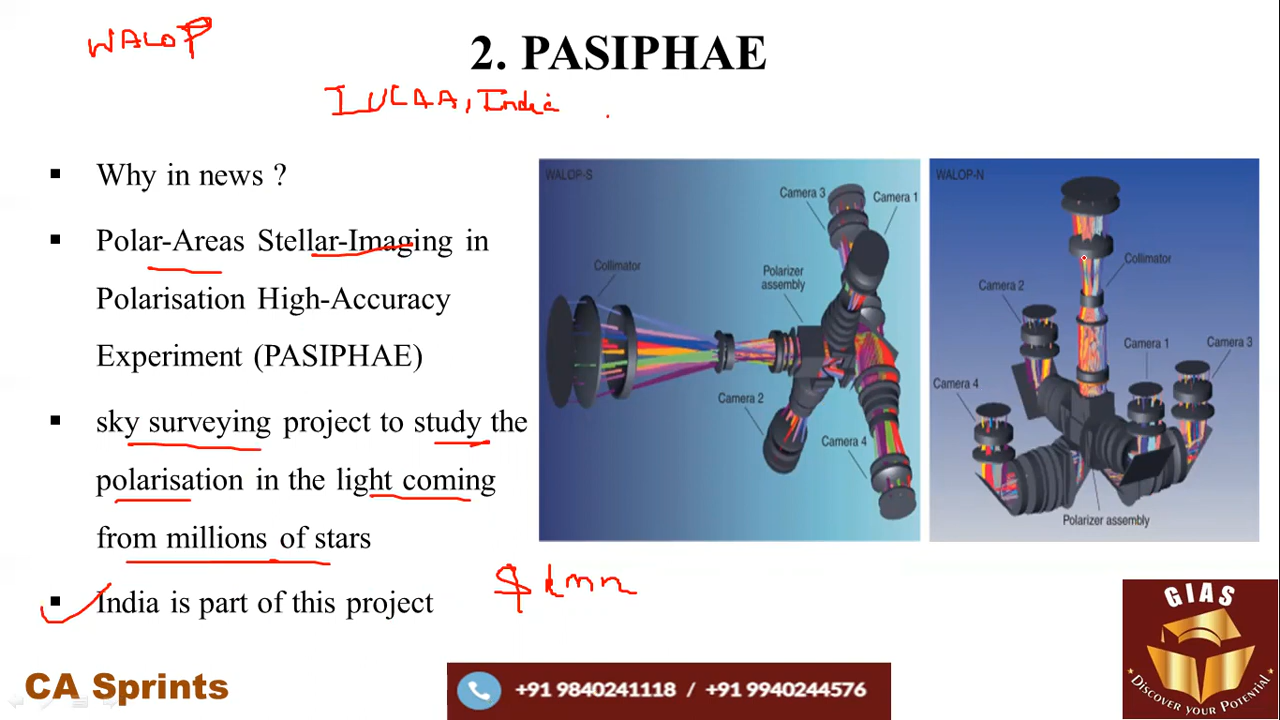 WALOP
2. PASIPHAE
IUCAA, India
▪ Why in news ?
▪ Polar-Areas Stellar-Imaging in
Polarisation High-Accuracy
Experiment (PASIPHAE)
▪ sky surveying project to study the
polarisation in the light coming
from millions of stars
▪ India is part of this project
WALOP-S
Camera 3
Camera 1
Collimator
Polarizer
assembly
Camera 2
Camera 4
WALOP-N
Collimator
Camera 2
Camera 1
Camera 3
Camera 4
Polarizer assembly
CA Sprints
+91 9840241118 / +91 9940244576
GIAS
DISCOVER YOUR POTENTIAL